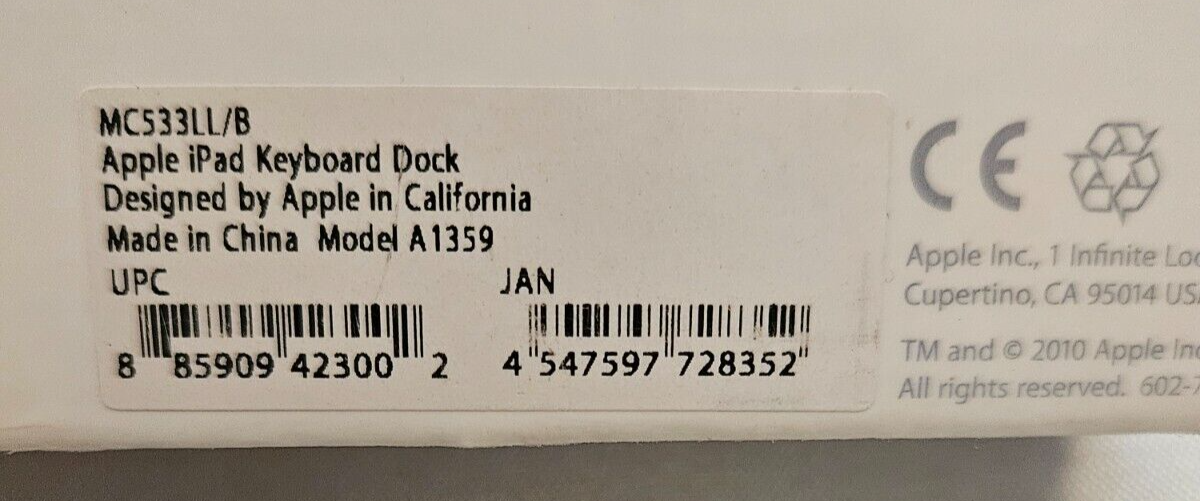 MC533LL/B
Apple iPad Keyboard Dock
Designed by Apple in California
Made in China Model A1359
UPC
8 85909 42300 2
JAN
4 547597 728352
CE
Apple Inc., 1 Infinite
Cupertino, CA 95014
TM and © 2010 Apple
All rights reserved.